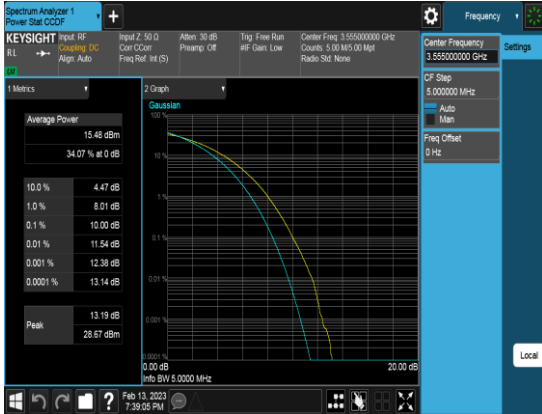 Spectrum Analyzer 1
Power Stat CCDF
Frequency
KEYSIGHT
Input: RF
Input Z: 50 Ω
Atten: 30 dB
Trig: Free Run
Center Freq: 3.555000000 GHz
RL
Coupling: DC
Corr CCorr
Preamp: Off
#IF Gain: Low
Counts: 5.00 M/5.00 Mpt
Align: Auto
Freq Ref: Int (S)
Radio Std: None
Center Frequency
3.555000000 GHz
Settings
CF Step
5.000000 MHz
Auto
Man
Freq Offset
0 Hz
1 Metrics
2 Graph
Gaussian
Average Power
15.48 dBm
34.07 % at 0 dB
10.0 % 4.47 dB
1.0 % 8.01 dB
0.1 % 10.00 dB
0.01 % 11.54 dB
0.001 % 12.38 dB
0.0001 % 13.14 dB
Peak
13.19 dB
28.67 dBm
100 %
10 %
1 %
0.1 %
0.01 %
0.001 %
0.0001 %
0.00 dB
20.00 dB
Info BW 5.0000 MHz
Local
?
Feb 13, 2023
7:39:05 PM